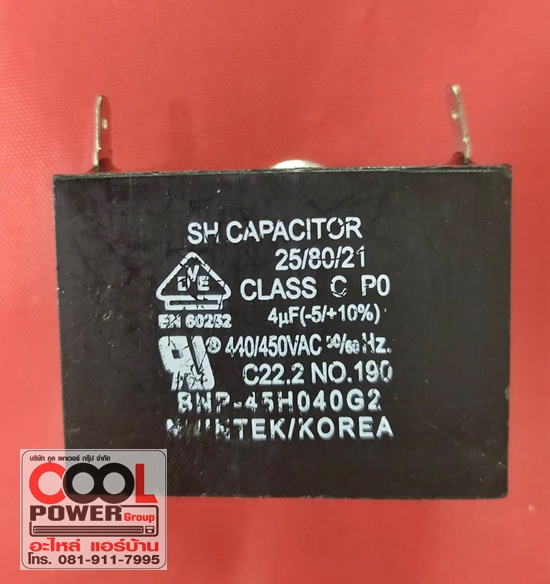 SH CAPACITOR
25/80/21
VDE
CLASS C P0
EN 60252
4µF(-5/+10%)
® 440/450VAC 50/60 Hz.
C22.2 NO.190
BNP-45H040G2
/KOREA
บริษัท คูล เพาเวอร์ กรุ๊ป จำกัด
COOL
POWER Group
อะไหล่ แอร์บ้าน
โทร. 081-911-7995